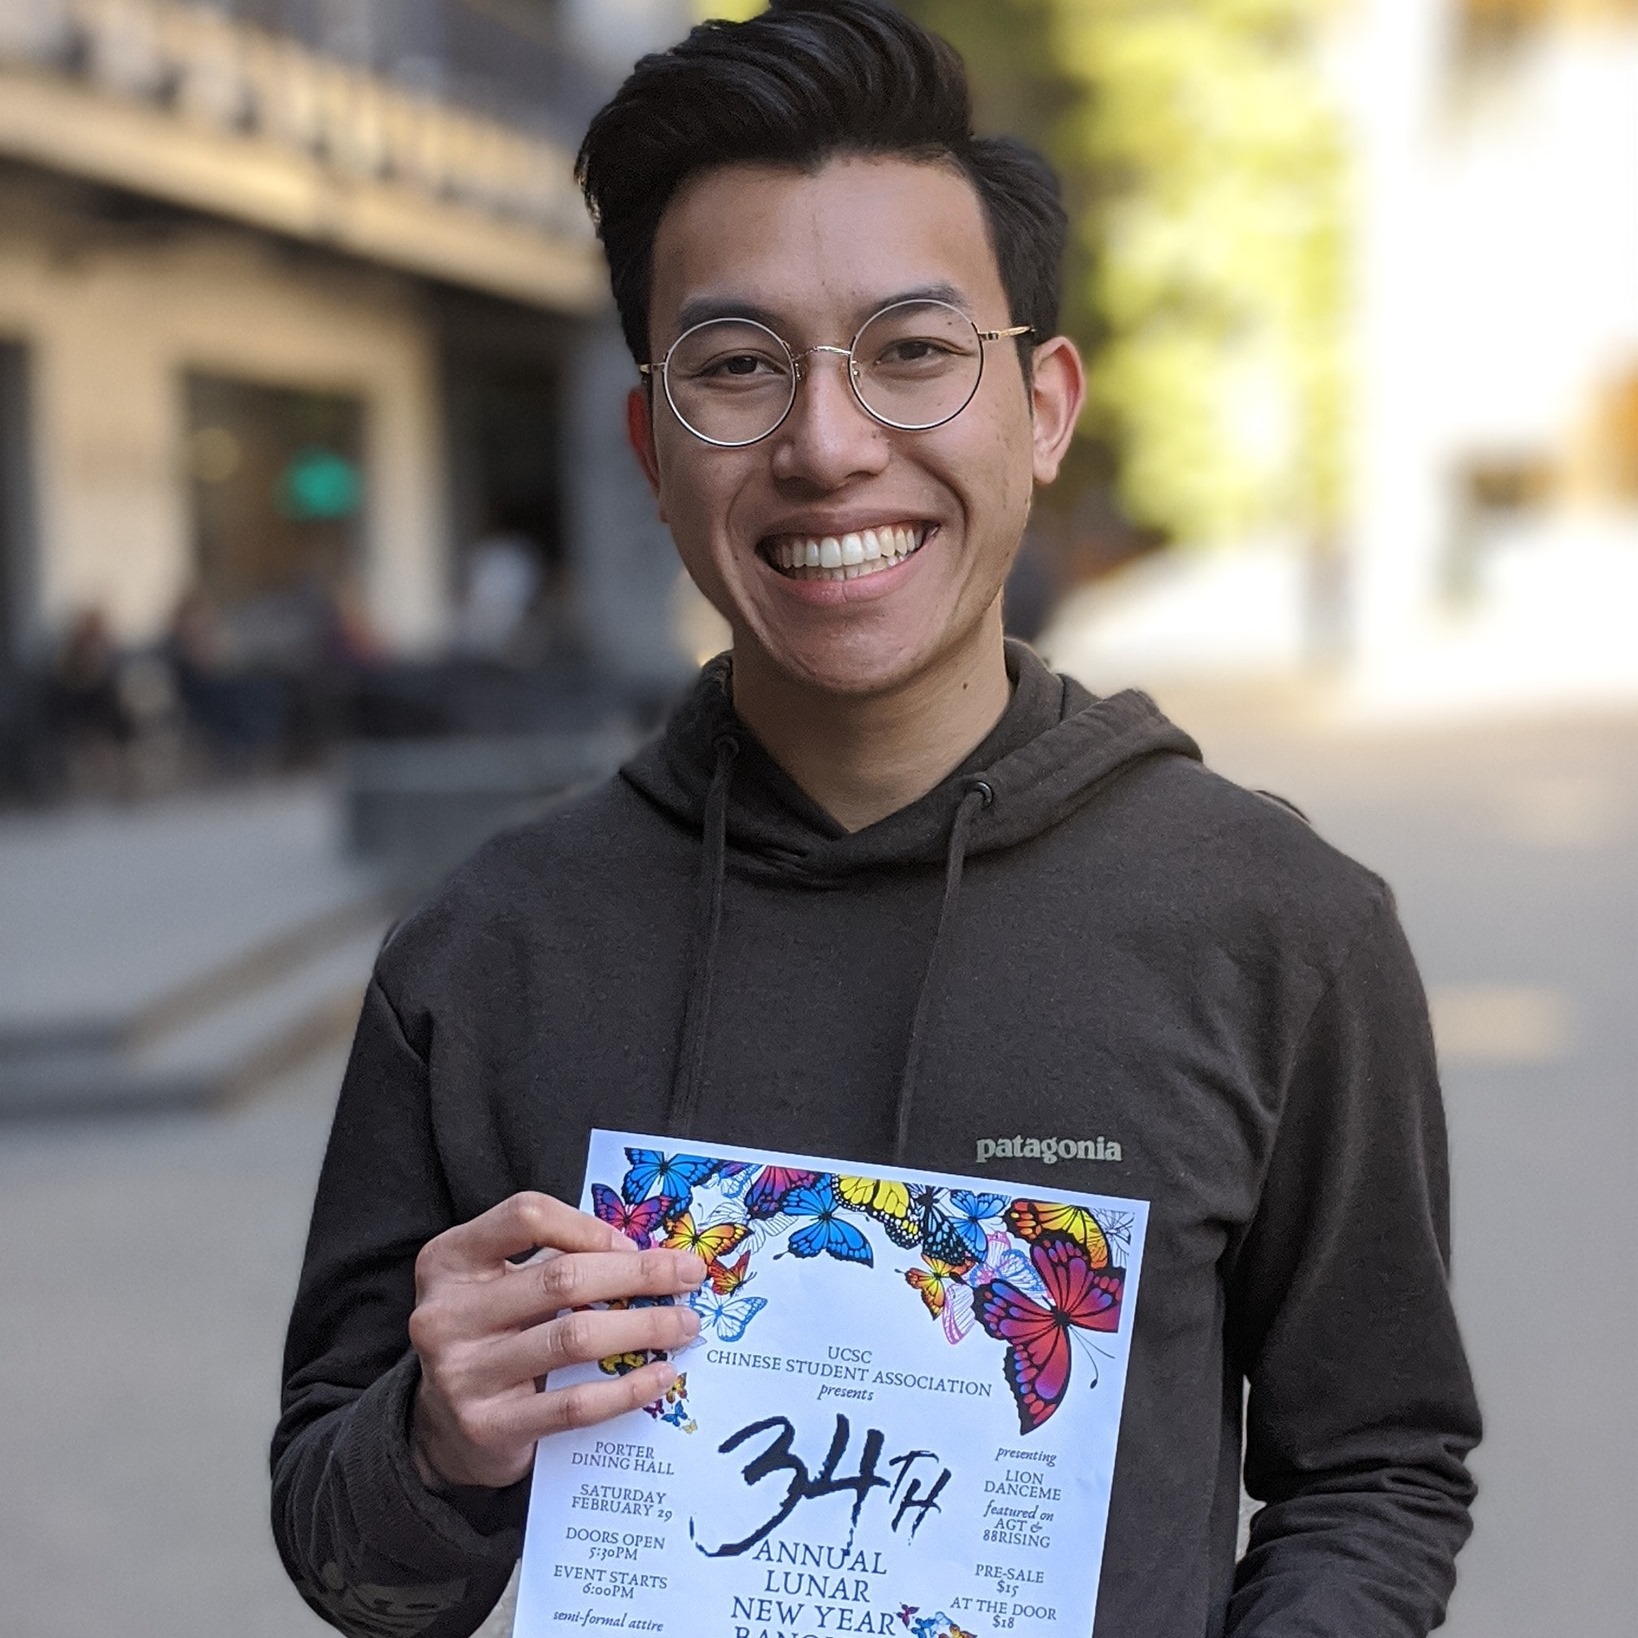 patagonia
UCSC
CHINESE STUDENT ASSOCIATION
presents
34TH
ANNUAL
LUNAR
NEW YEAR
PORTER
DINING HALL
SATURDAY
FEBRUARY 29
DOORS OPEN
5:30PM
EVENT STARTS
6:00PM
semi-formal attire
presenting
LION
DANCEME
featured on
AGT &
88RISING
PRE-SALE
$15
AT THE DOOR
$18